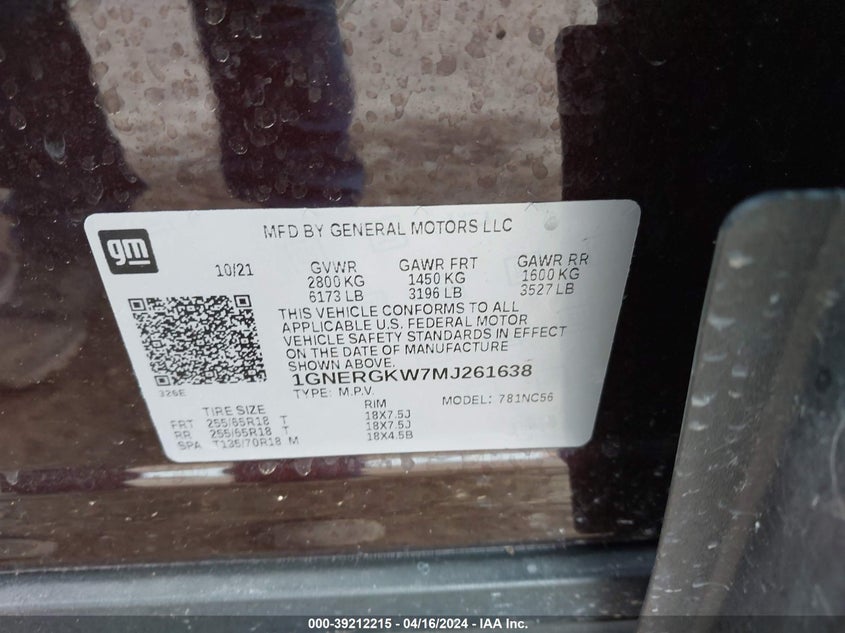 gm
MFD BY GENERAL MOTORS LLC
10/21
GVWR GAWR FRT GAWR RR
2800 KG 1450 KG 1600 KG
6173 LB 3196 LB 3527 LB
THIS VEHICLE CONFORMS TO ALL
APPLICABLE U.S. FEDERAL MOTOR
VEHICLE SAFETY STANDARDS IN EFFECT
ON THE DATE OF MANUFACTURE
SHOWN ABOVE.
326E
1GNERGKW7MJ261638
TYPE: M.P.V. MODEL: 781NC56
TIRE SIZE RIM
FRT 255/65R18 T 18X7.5J
RR 255/65R18 T 18X7.5J
SPA T135/70R18 M 18X4.5B
000-39212215 - 04/16/2024 - IAA Inc.